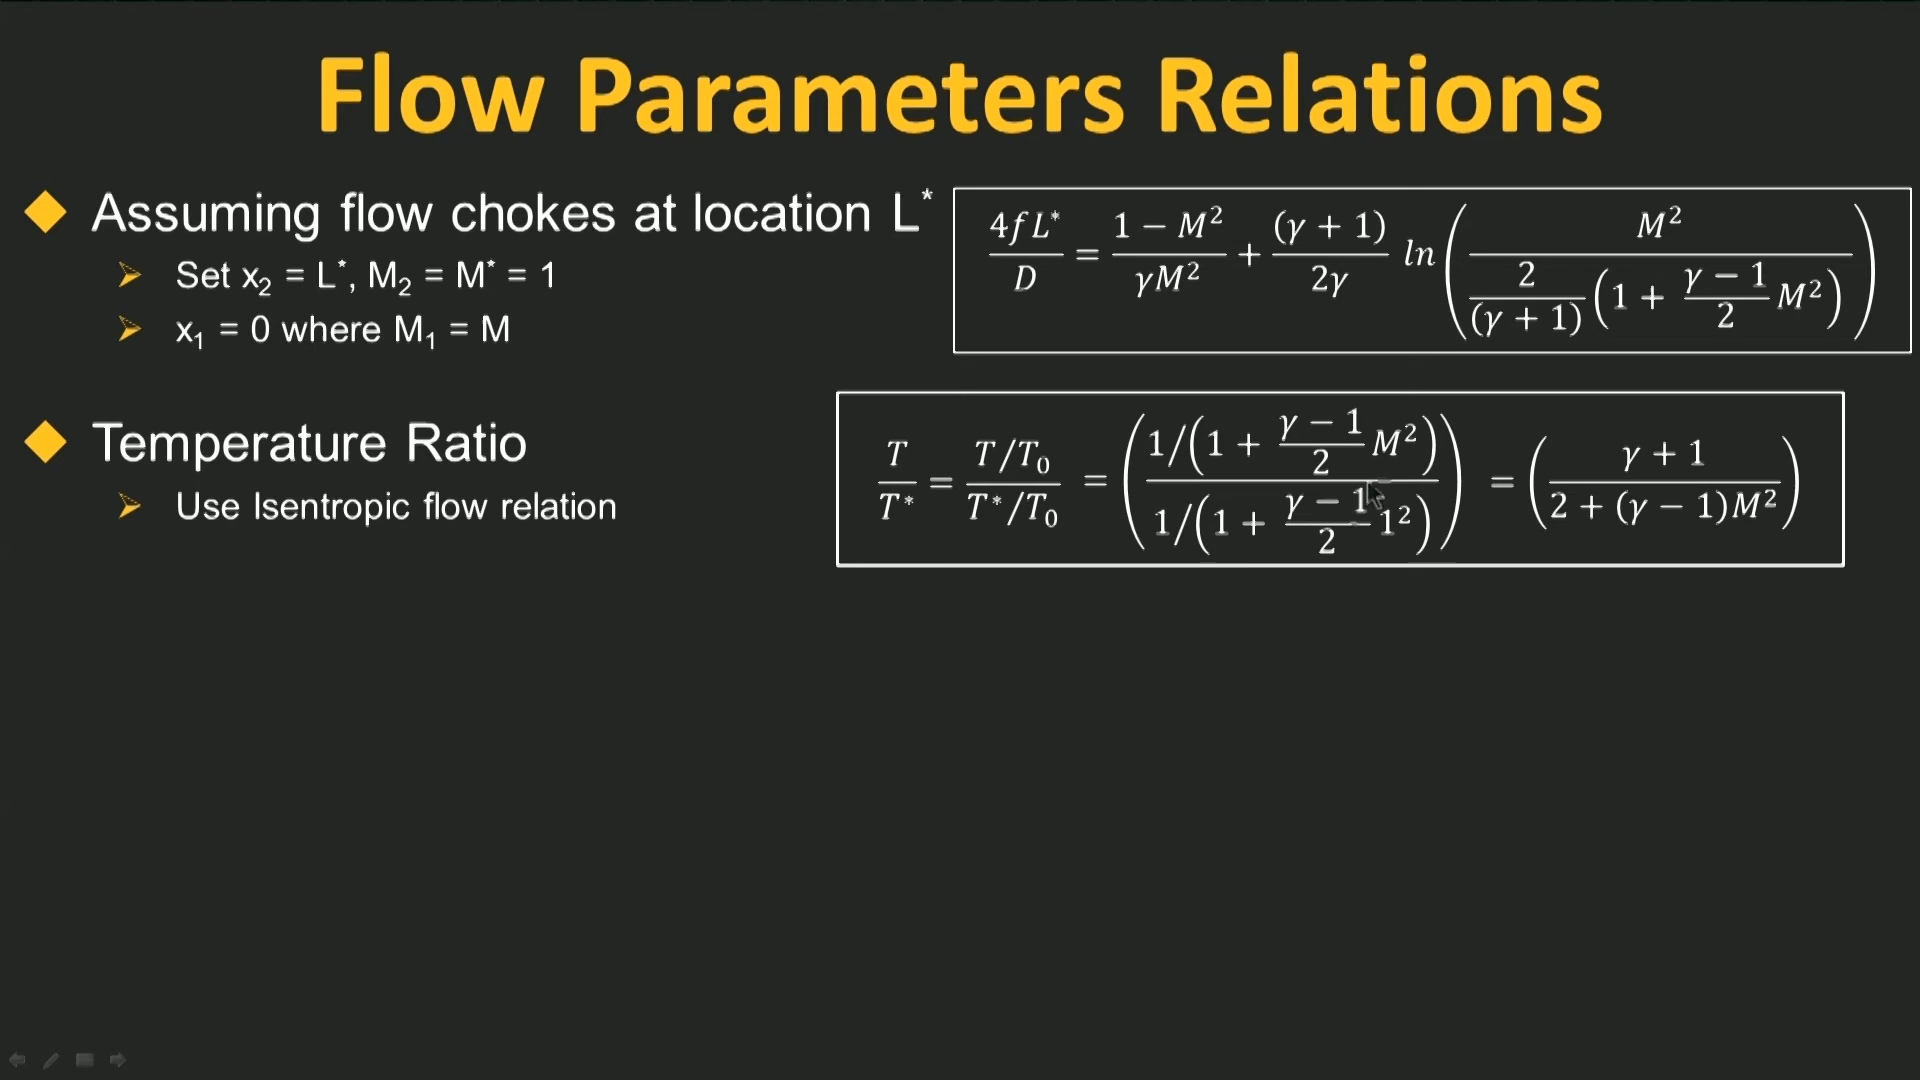 Flow Parameters Relations
Assuming flow chokes at location L*
Set x₂ = L*, M₂ = M* = 1
x₁ = 0 where M₁ = M
4fL*/D = (1 − M²)/(γM²) + ((γ + 1)/(2γ)) ln(M² / ((2/(γ + 1))(1 + ((γ − 1)/2)M²)))
Temperature Ratio
Use Isentropic flow relation
T/T* = (T/T₀)/(T*/T₀) = ((1/(1 + ((γ − 1)/2)M²)) / (1/(1 + ((γ − 1)/2)1²))) = ((γ + 1)/(2 + (γ − 1)M²))